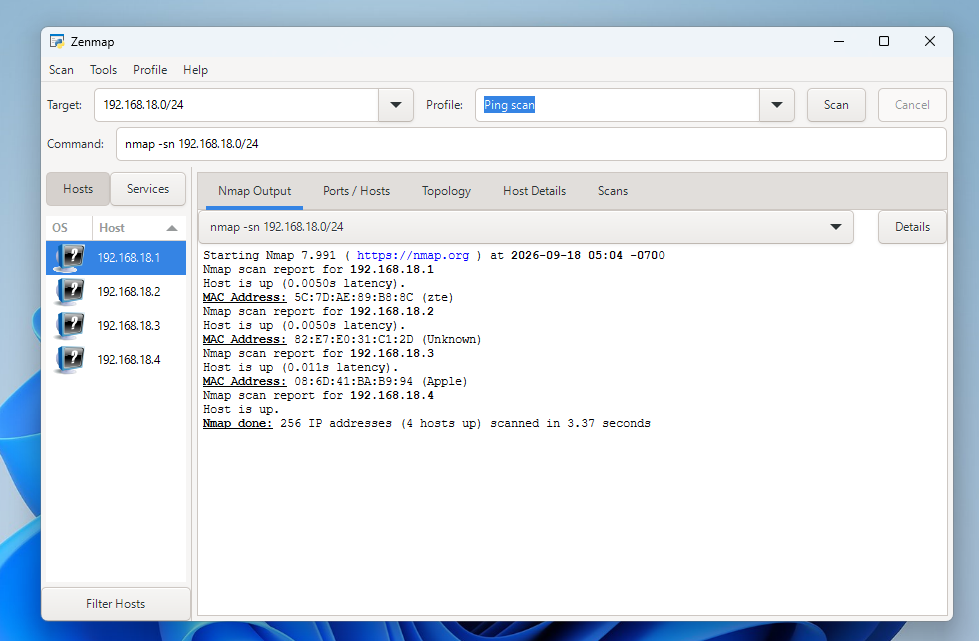 Zenmap
Scan Tools Profile Help
Target: 192.168.18.0/24 Profile: Ping scan Scan Cancel
Command: nmap -sn 192.168.18.0/24
Hosts Services
Nmap Output Ports / Hosts Topology Host Details Scans
OS Host
nmap -sn 192.168.18.0/24 Details
192.168.18.1
192.168.18.2
192.168.18.3
192.168.18.4
Starting Nmap 7.991 ( https://nmap.org ) at 2026-09-18 05:04 -0700
Nmap scan report for 192.168.18.1
Host is up (0.0050s latency).
MAC Address: 5C:7D:AE:89:B8:8C (zte)
Nmap scan report for 192.168.18.2
Host is up (0.0050s latency).
MAC Address: 82:E7:E0:31:C1:2D (Unknown)
Nmap scan report for 192.168.18.3
Host is up (0.011s latency).
MAC Address: 08:6D:41:BA:B9:94 (Apple)
Nmap scan report for 192.168.18.4
Host is up.
Nmap done: 256 IP addresses (4 hosts up) scanned in 3.37 seconds
Filter Hosts